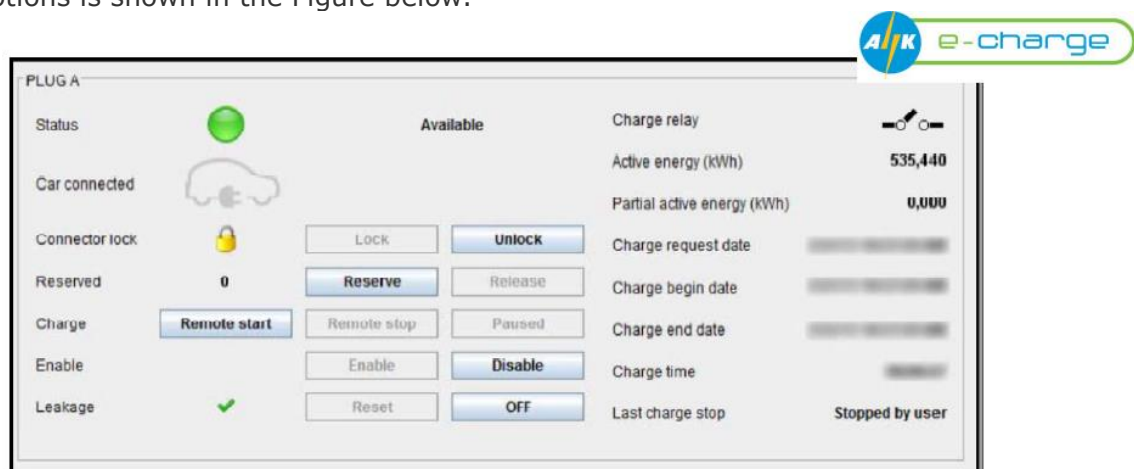 ptions is shown in the Figure below:
e-charge
PLUG A
Status Available
Car connected
Connector lock Lock Unlock
Reserved 0 Reserve Release
Charge Remote start Remote stop Paused
Enable Enable Disable
Leakage Reset OFF
Charge relay
Active energy (kWh) 535,440
Partial active energy (kWh) 0,000
Charge request date
Charge begin date
Charge end date
Charge time
Last charge stop Stopped by user